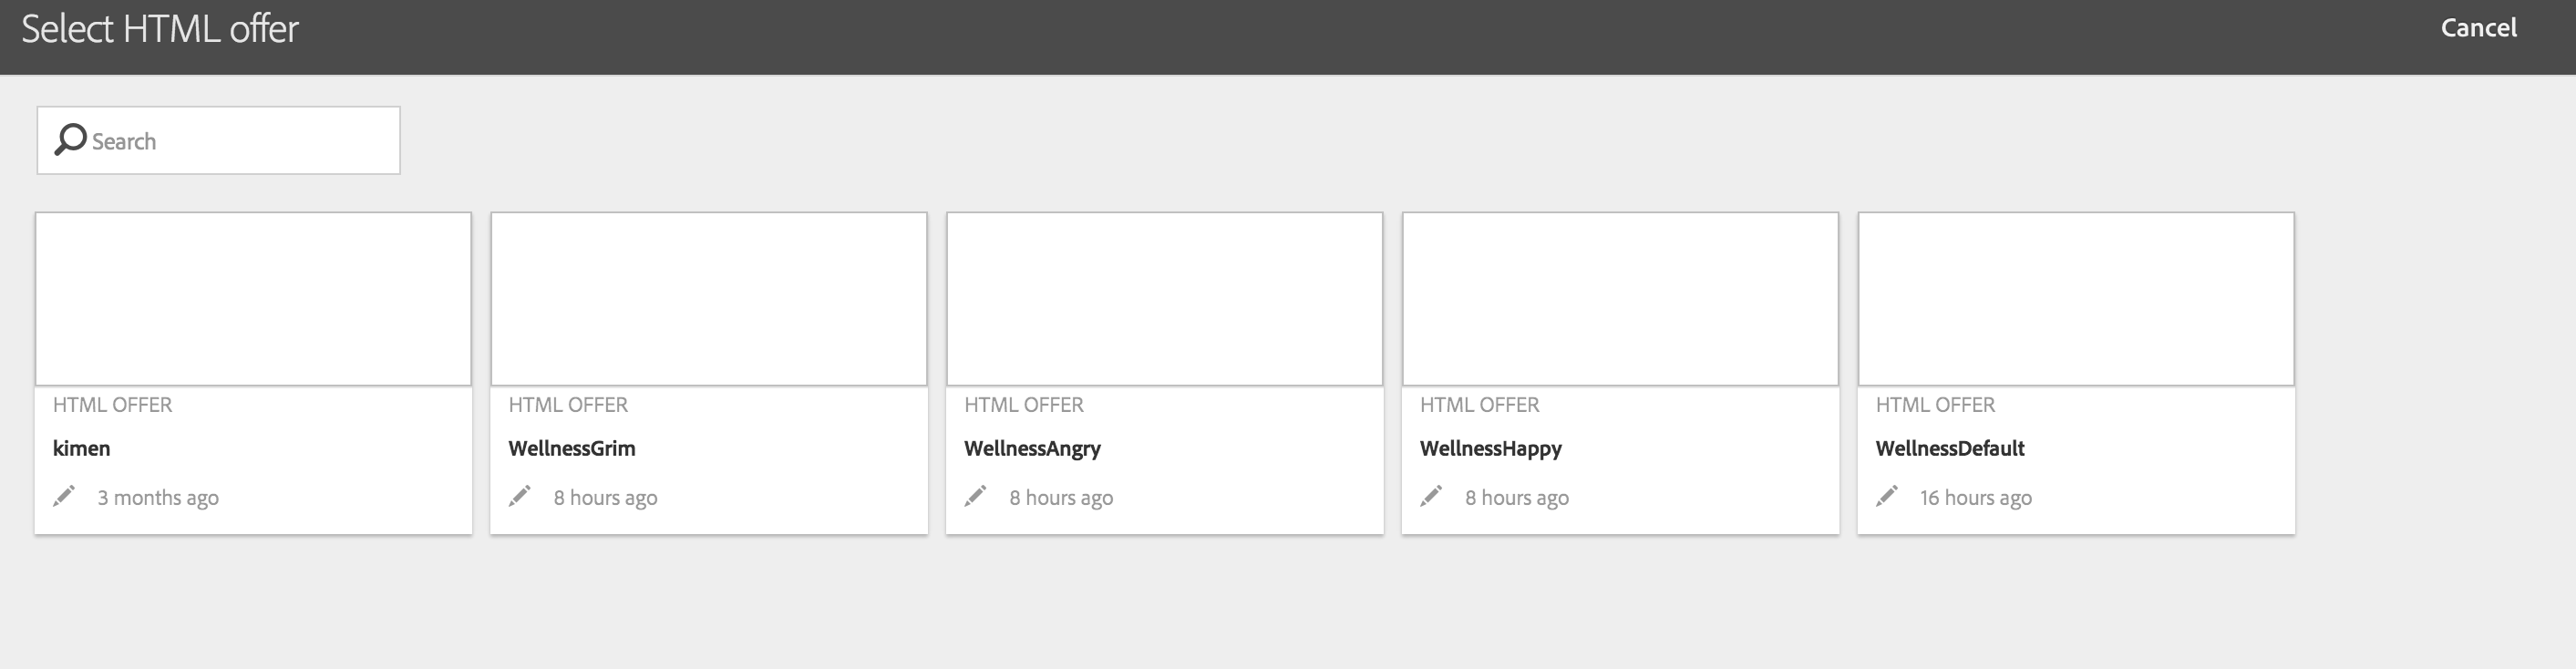 Select HTML offer
Cancel
Search
HTML OFFER
kimen
3 months ago
HTML OFFER
WellnessGrim
8 hours ago
HTML OFFER
WellnessAngry
8 hours ago
HTML OFFER
WellnessHappy
8 hours ago
HTML OFFER
WellnessDefault
16 hours ago